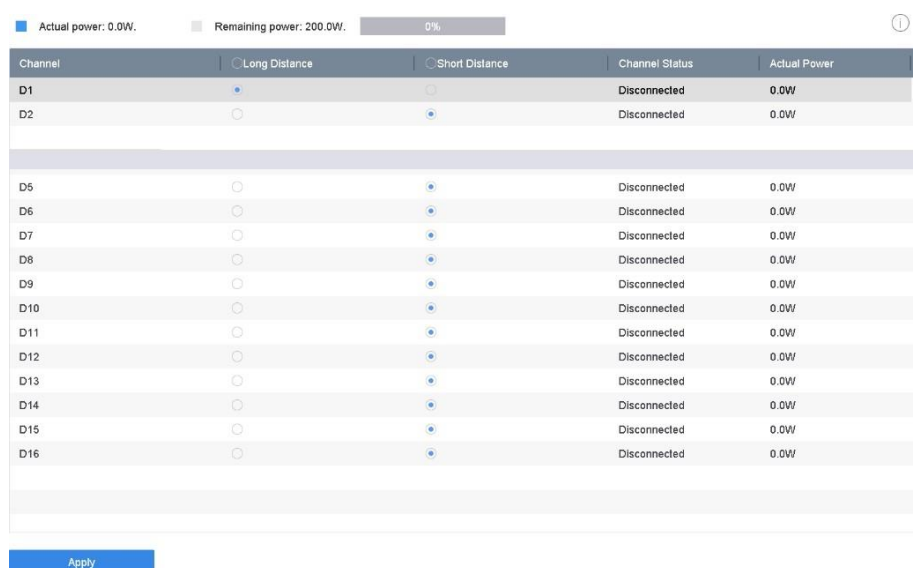 Actual power: 0.0W. Remaining power: 200.0W. 0%
Channel Long Distance Short Distance Channel Status Actual Power
D1 Disconnected 0.0W
D2 Disconnected 0.0W
D5 Disconnected 0.0W
D6 Disconnected 0.0W
D7 Disconnected 0.0W
D8 Disconnected 0.0W
D9 Disconnected 0.0W
D10 Disconnected 0.0W
D11 Disconnected 0.0W
D12 Disconnected 0.0W
D13 Disconnected 0.0W
D14 Disconnected 0.0W
D15 Disconnected 0.0W
D16 Disconnected 0.0W
Apply